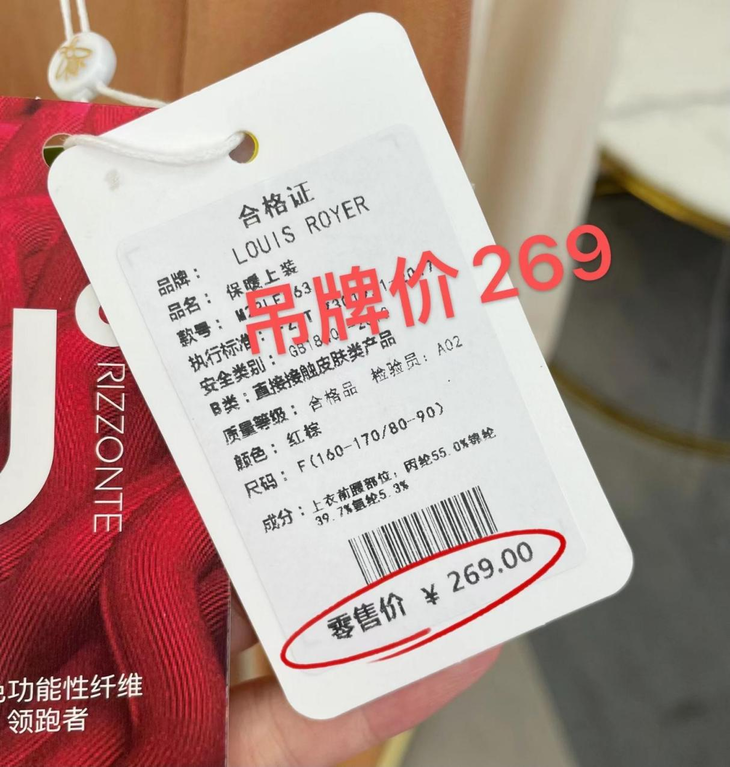 合格证
品牌： LOUIS ROYER
品名： 保暖上装
款号：
执行标准：
安全类别：
B类：直接接触皮肤类产品
质量等级：合格品 检验员：A02
颜色：红棕
尺码：F(160-170/80-90)
成分：上衣前腰部位：丙纶55.0%锦纶
39.7%氨纶5.3%
零售价 ¥ 269.00
吊牌价 269
RIZZONTE
功能性纤维
领跑者